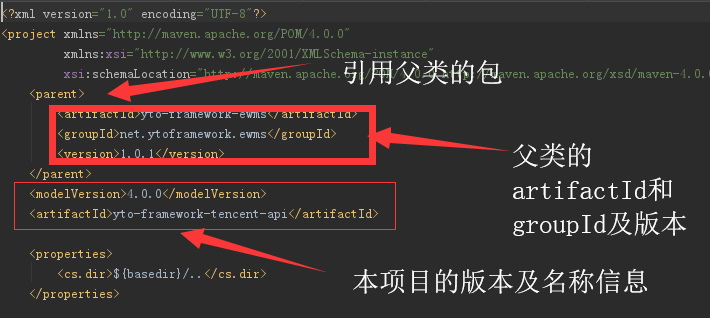 <?xml version="1.0" encoding="UTF-8"?>
<project xmlns="http://maven.apache.org/POM/4.0.0"
xmlns:xsi="http://www.w3.org/2001/XMLSchema-instance"
xsi:schemaLocation="http://maven.apache.org/maven.apache.org/xsd/maven-4.0
引用父类的包
<parent>
<artifactId>yto-framework-ewms</artifactId>
<groupId>net.ytoframework.ewms</groupId>
<version>1.0.1</version>
</parent>
父类的
artifactId和
groupId及版本
<modelVersion>4.0.0</modelVersion>
<artifactId>yto-framework-tencent-api</artifactId>
<properties>
<cs.dir>${basedir}/..</cs.dir>
</properties>
本项目的版本及名称信息